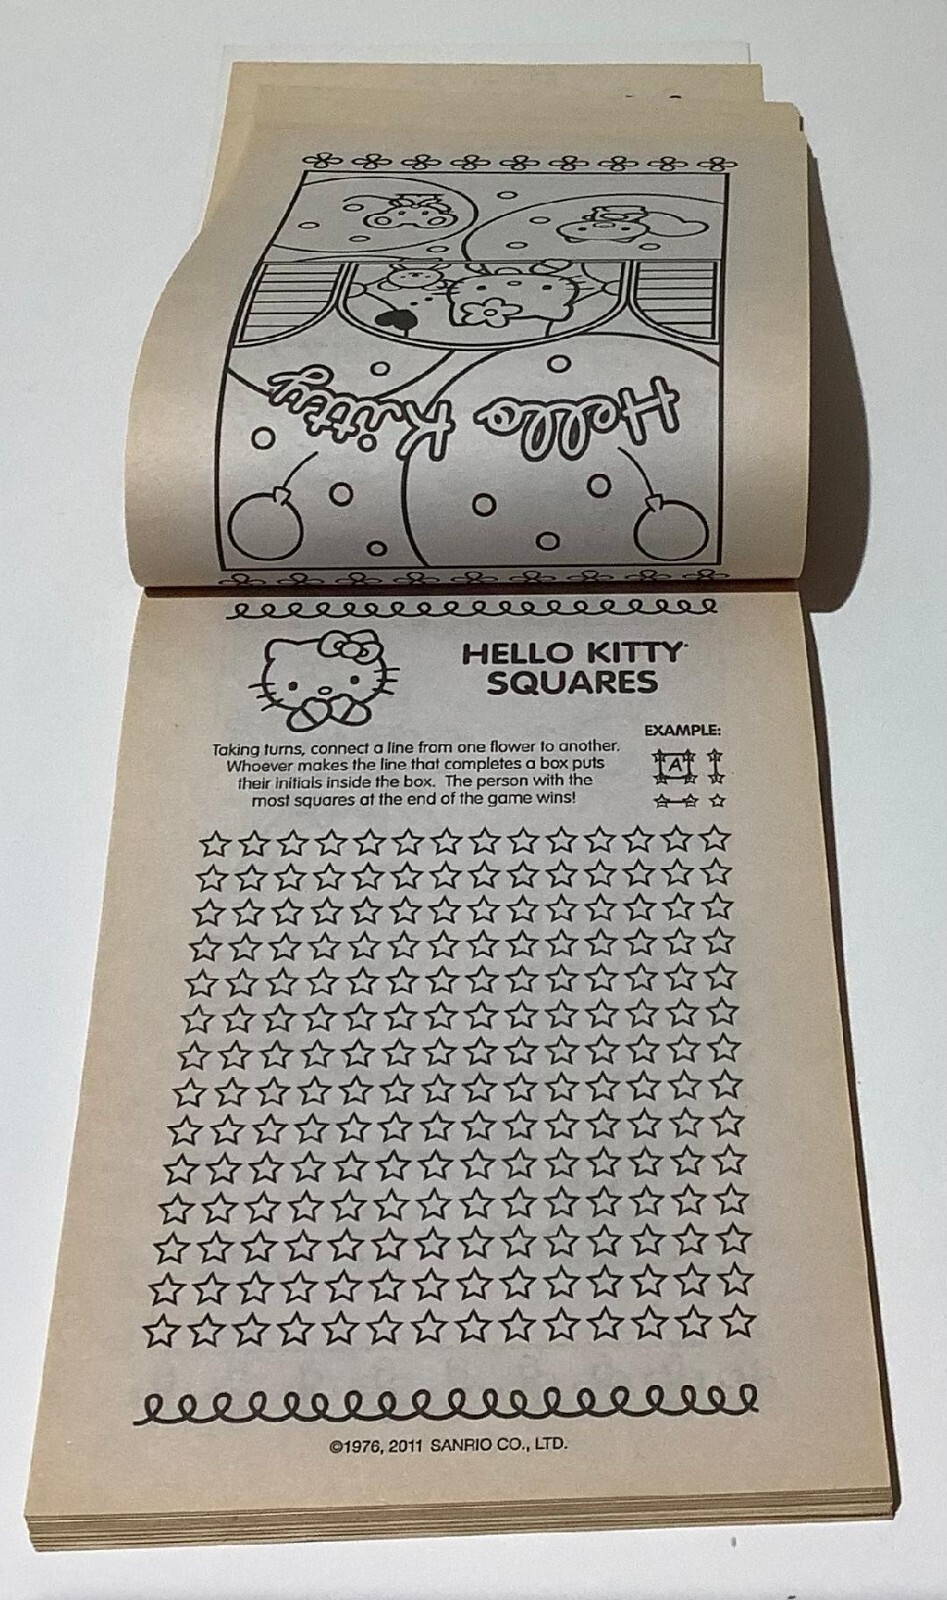 Hello Kitty
HELLO KITTY
SQUARES
Taking turns, connect a line from one flower to another.
Whoever makes the line that completes a box puts
their initials inside the box. The person with the
most squares at the end of the game wins!
EXAMPLE:
A
©1976, 2011 SANRIO CO., LTD.